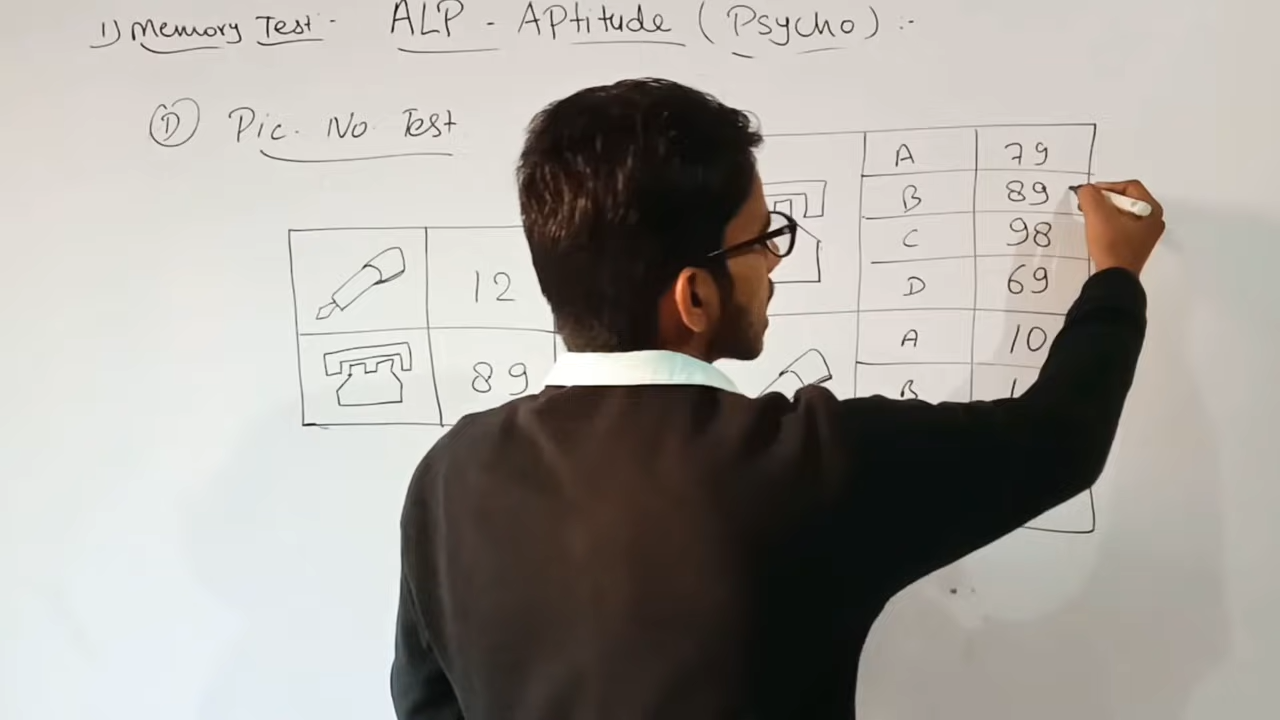 1) Memory Test - ALP - APtitude (Psycho) :-
① Pic. No. Test
12
89
A 79
B 89
C 98
D 69
A 10
B